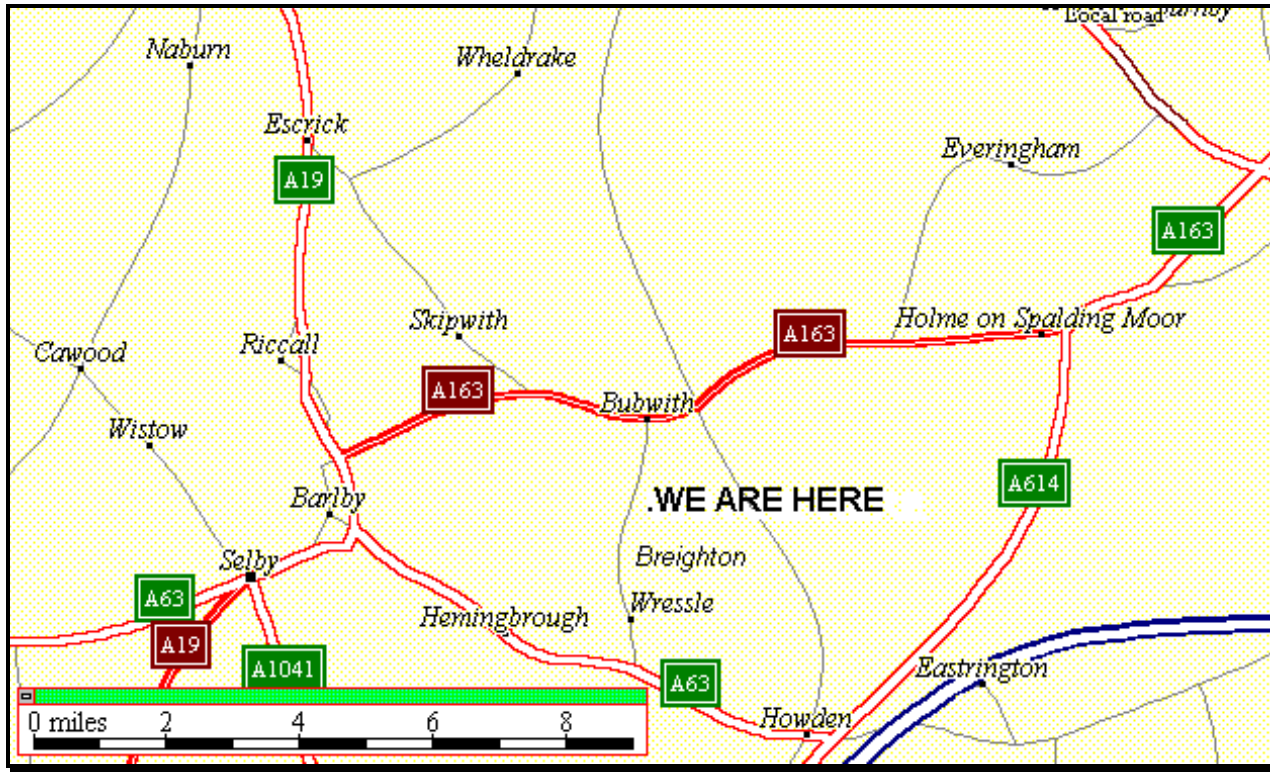 Local road
Naburn
Wheldrake
Escrick
Everingham
A19
A163
Skipwith
Holme on Spalding Moor
A163
Riccall
Cawood
A163
Bubwith
Wistow
.WE ARE HERE
A614
Barlby
Breighton
Selby
A63
Wressle
Hemingbrough
A19
A1041
Eastrington
A63
0 miles 2 4 6 8
Howden